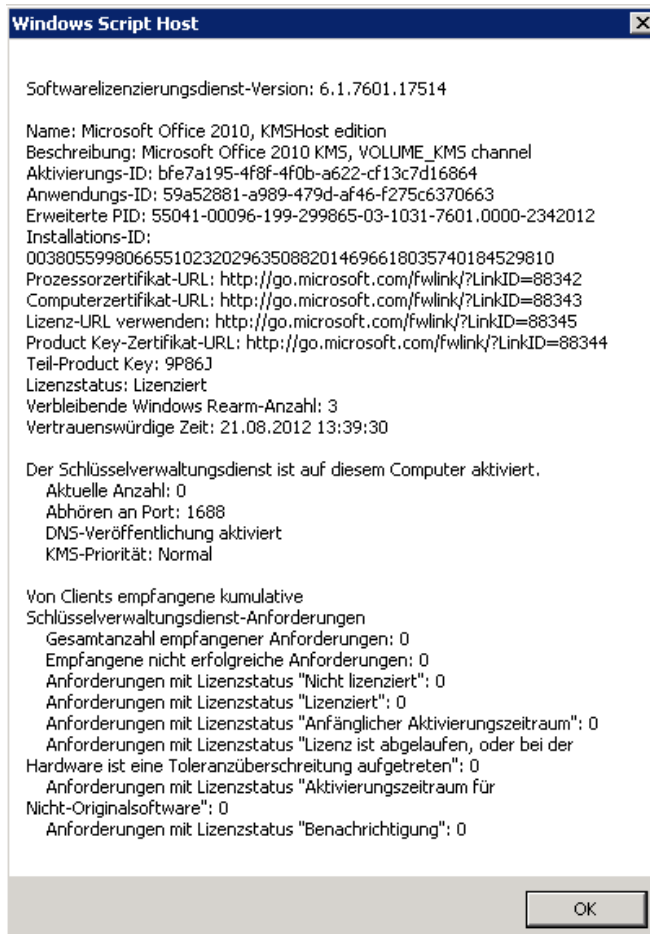 Windows Script Host
Softwarelizenzierungsdienst-Version: 6.1.7601.17514
Name: Microsoft Office 2010, KMSHost edition
Beschreibung: Microsoft Office 2010 KMS, VOLUME_KMS channel
Aktivierungs-ID: bfe7a195-4f8f-4f0b-a622-cf13c7d16864
Anwendungs-ID: 59a52881-a989-479d-af46-f275c6370663
Erweiterte PID: 55041-00096-199-299865-03-1031-7601.0000-2342012
Installations-ID:
003805599806655102320296350882014696618035740184529810
Prozessorzertifikat-URL: http://go.microsoft.com/fwlink/?LinkID=88342
Computerzertifikat-URL: http://go.microsoft.com/fwlink/?LinkID=88343
Lizenz-URL verwenden: http://go.microsoft.com/fwlink/?LinkID=88345
Product Key-Zertifikat-URL: http://go.microsoft.com/fwlink/?LinkID=88344
Teil-Product Key: 9P86J
Lizenzstatus: Lizenziert
Verbleibende Windows Rearm-Anzahl: 3
Vertrauenswürdige Zeit: 21.08.2012 13:39:30
Der Schlüsselverwaltungsdienst ist auf diesem Computer aktiviert.
Aktuelle Anzahl: 0
Abhören an Port: 1688
DNS-Veröffentlichung aktiviert
KMS-Priorität: Normal
Von Clients empfangene kumulative
Schlüsselverwaltungsdienst-Anforderungen
Gesamtanzahl empfangener Anforderungen: 0
Empfangene nicht erfolgreiche Anforderungen: 0
Anforderungen mit Lizenzstatus "Nicht lizenziert": 0
Anforderungen mit Lizenzstatus "Lizenziert": 0
Anforderungen mit Lizenzstatus "Anfänglicher Aktivierungszeitraum": 0
Anforderungen mit Lizenzstatus "Lizenz ist abgelaufen, oder bei der
Hardware ist eine Toleranzüberschreitung aufgetreten": 0
Anforderungen mit Lizenzstatus "Aktivierungszeitraum für
Nicht-Originalsoftware": 0
Anforderungen mit Lizenzstatus "Benachrichtigung": 0
OK